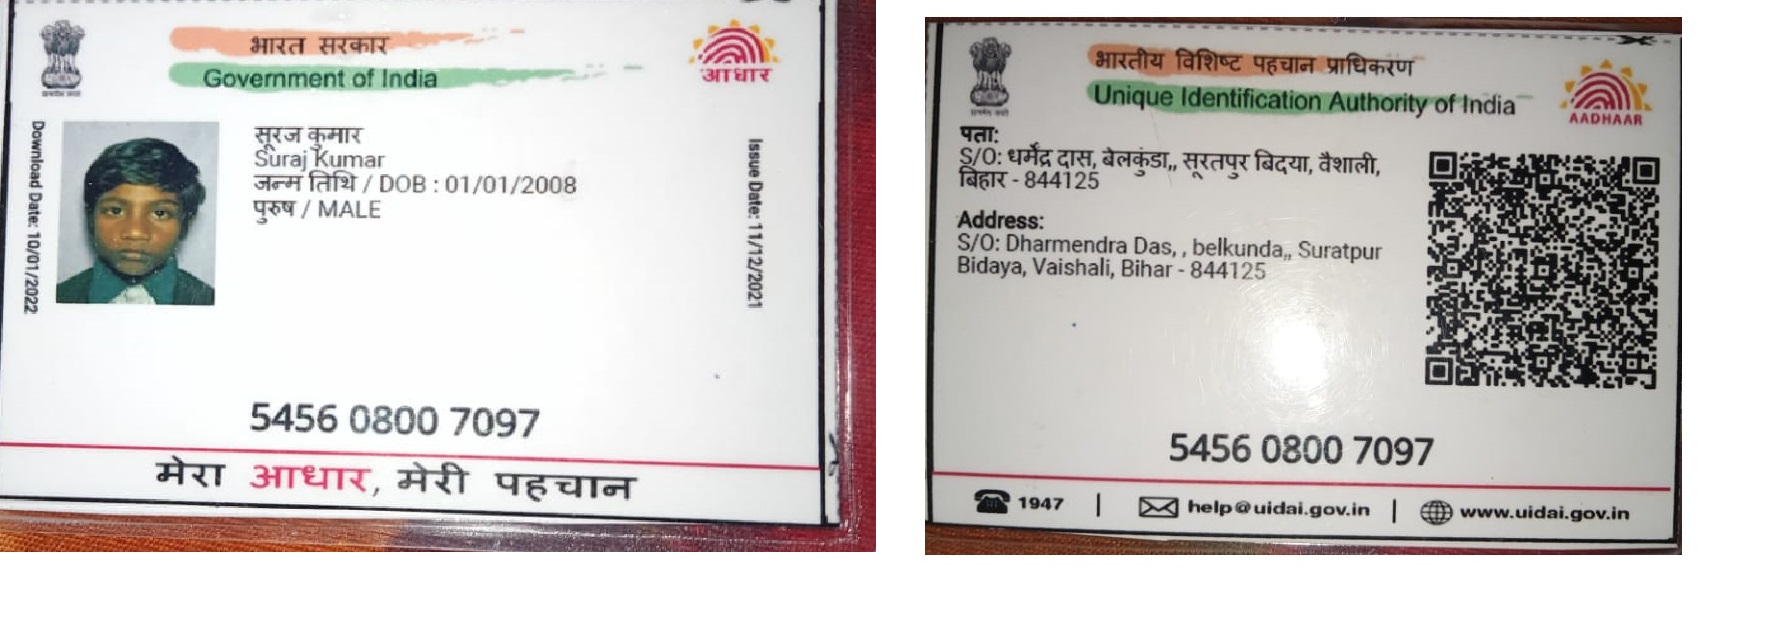 भारत सरकार
Government of India
आधार
Download Date: 10/01/2022
सूरज कुमार
Suraj Kumar
जन्म तिथि / DOB : 01/01/2008
पुरुष / MALE
Issue Date: 11/12/2021
5456 0800 7097
मेरा आधार, मेरी पहचान
भारतीय विशिष्ट पहचान प्राधिकरण
Unique Identification Authority of India
AADHAAR
पता:
S/O: धर्मेंद्र दास, बेलकुंडा,, सूरतपुर बिदया, वैशाली,
बिहार - 844125
Address:
S/O: Dharmendra Das, , belkunda,, Suratpur
Bidaya, Vaishali, Bihar - 844125
5456 0800 7097
1947 | help@uidai.gov.in | www.uidai.gov.in